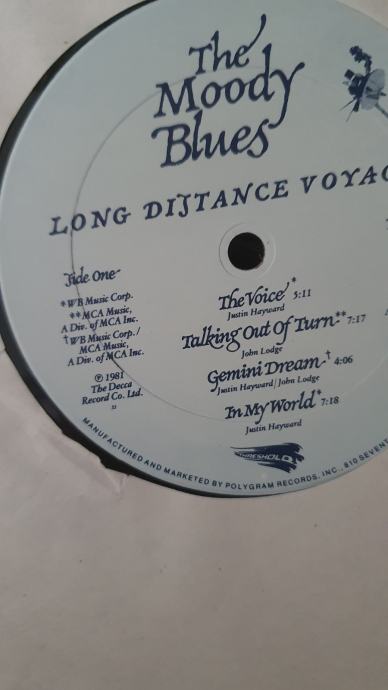 The
Moody
Blues
LONG DISTANCE VOYAG
Side One
*WB Music Corp.
**MCA Music,
A Div. of MCA Inc.
†WB Music Corp./
MCA Music,
A Div. of MCA Inc.
℗ 1981
The Decca
Record Co. Ltd.
The Voice* 5:11
Justin Hayward
Talking Out Of Turn** 7:17
John Lodge
Gemini Dream† 4:06
Justin Hayward/John Lodge
In My World* 7:18
Justin Hayward
THRESHOLD
MANUFACTURED AND MARKETED BY POLYGRAM RECORDS, INC., 810 SEVENT